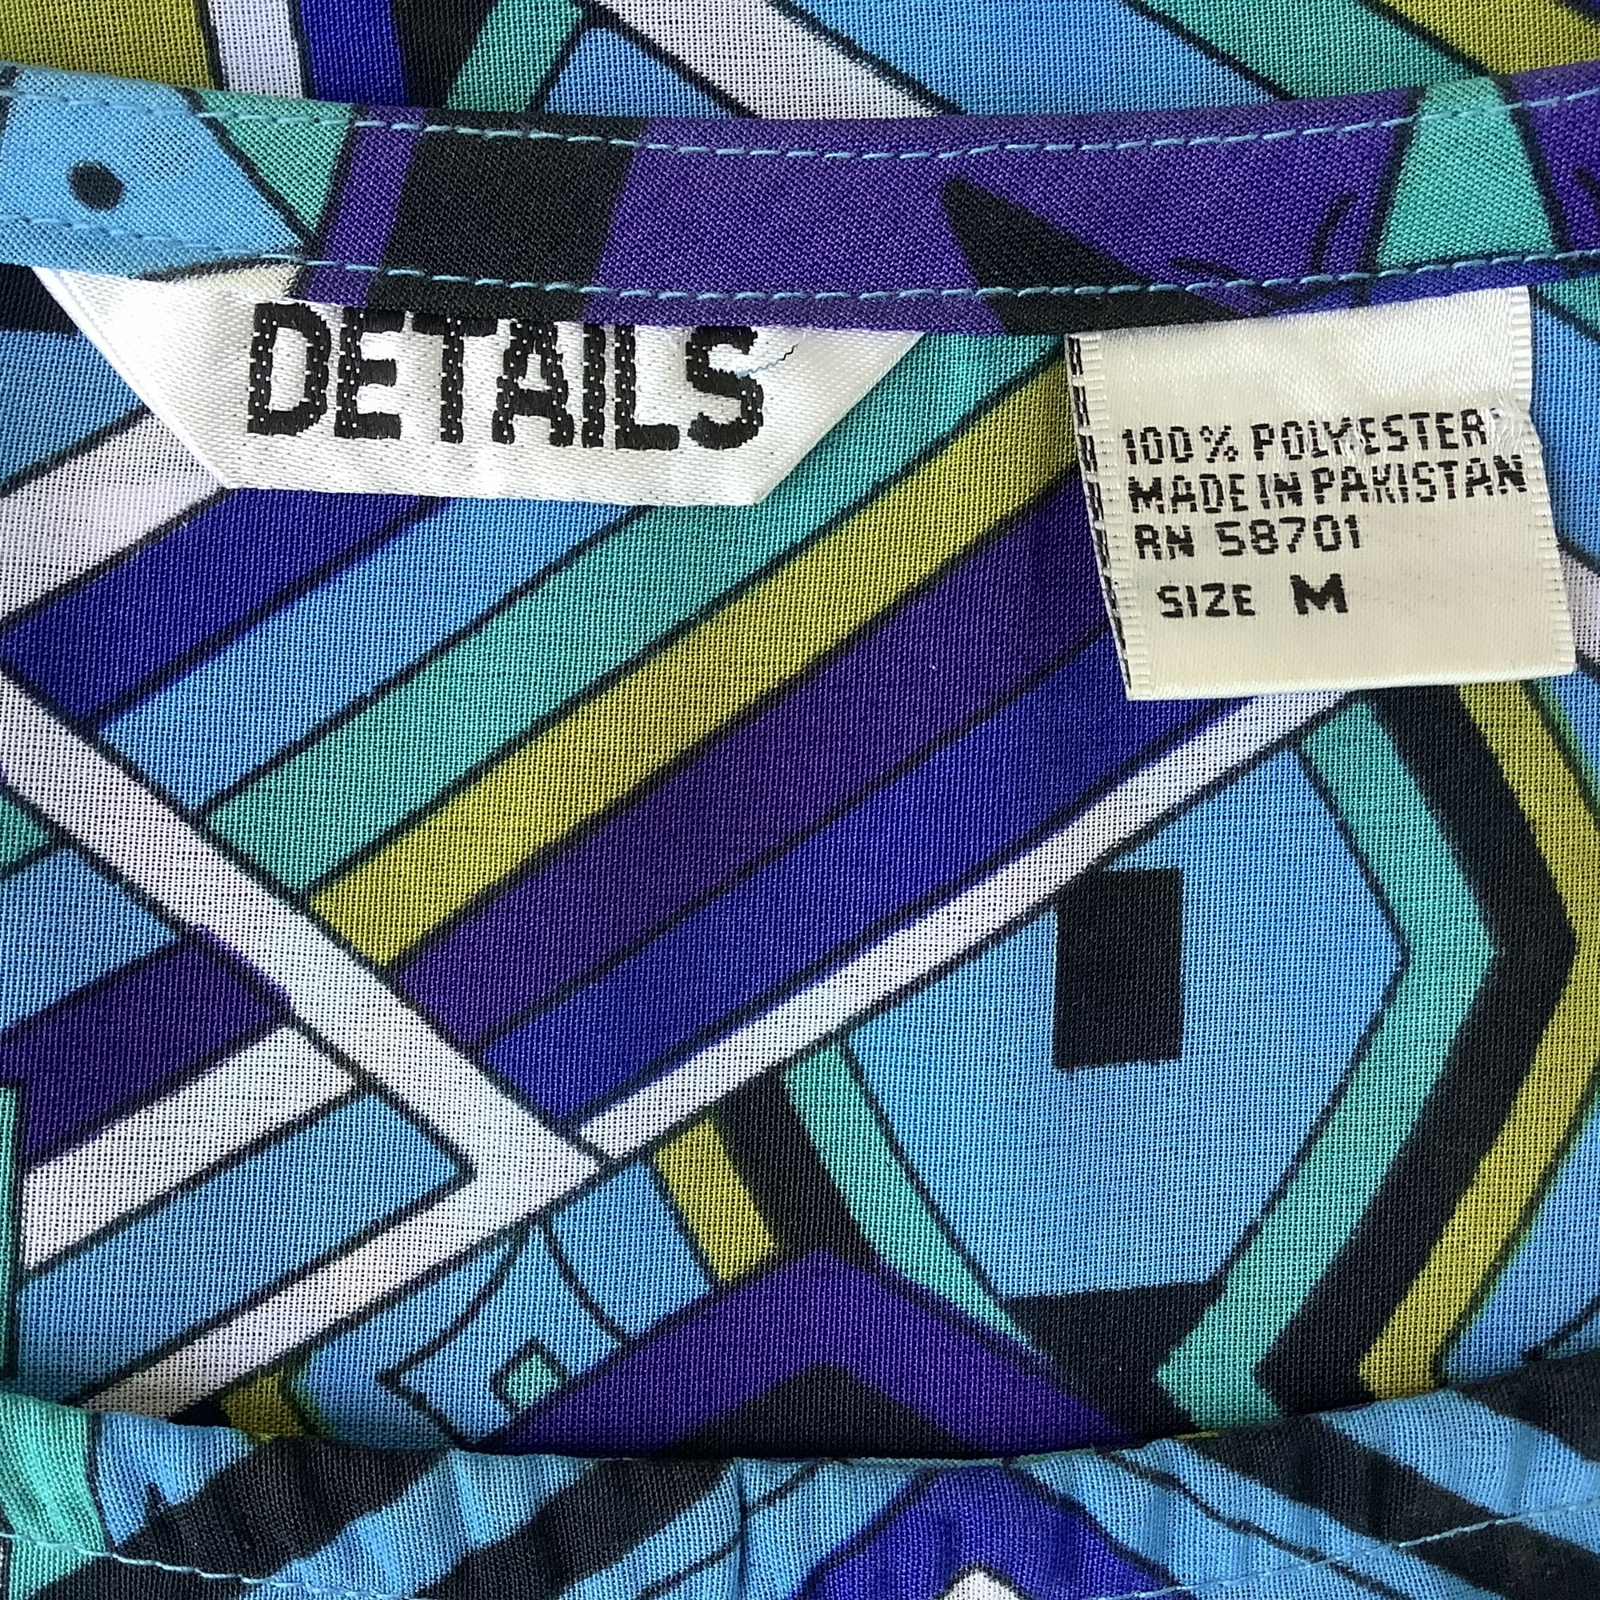 DETAILS
100% POLYESTER
MADE IN PAKISTAN
RN 58701
SIZE M